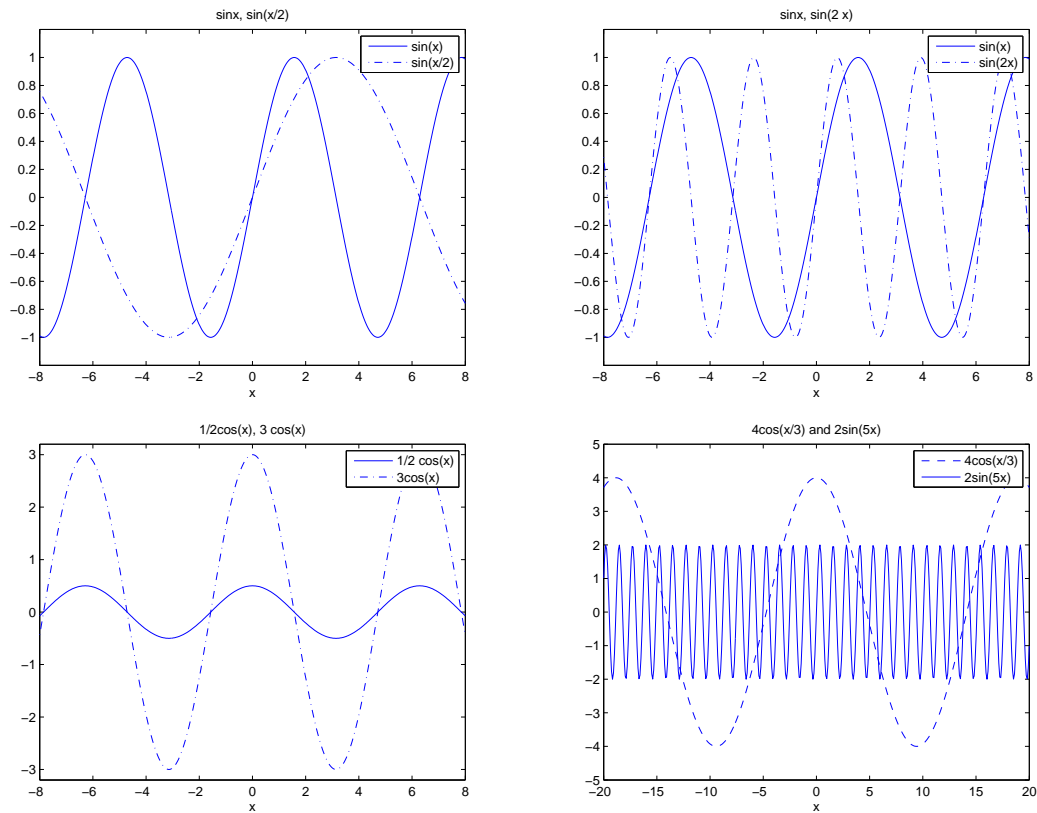 sinx, sin(x/2)
sin(x)
sin(x/2)
1
0.8
0.6
0.4
0.2
0
−0.2
−0.4
−0.6
−0.8
−1
−8 −6 −4 −2 0 2 4 6 8
x
sinx, sin(2 x)
sin(x)
sin(2x)
1
0.8
0.6
0.4
0.2
0
−0.2
−0.4
−0.6
−0.8
−1
−8 −6 −4 −2 0 2 4 6 8
x
1/2cos(x), 3 cos(x)
1/2 cos(x)
3cos(x)
3
2
1
0
−1
−2
−3
−8 −6 −4 −2 0 2 4 6 8
x
4cos(x/3) and 2sin(5x)
4cos(x/3)
2sin(5x)
5
4
3
2
1
0
−1
−2
−3
−4
−5
−20 −15 −10 −5 0 5 10 15 20
x